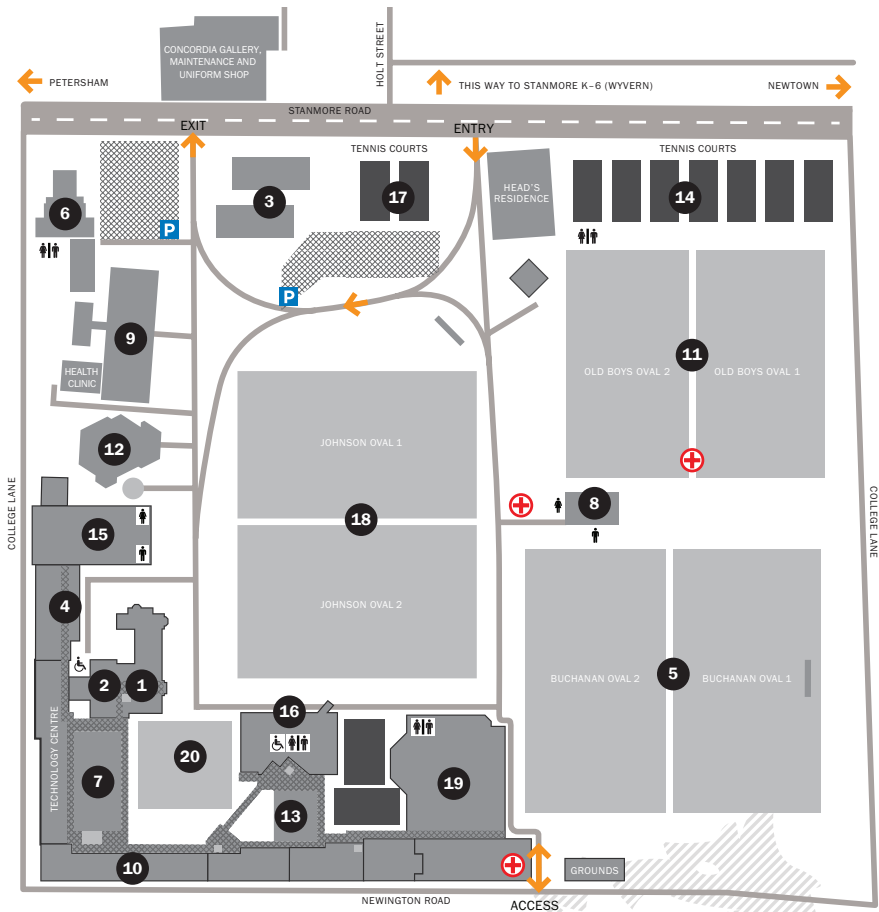 CONCORDIA GALLERY,
MAINTENANCE AND
UNIFORM SHOP
HOLT STREET
PETERSHAM
THIS WAY TO STANMORE K–6 (WYVERN)
NEWTOWN
STANMORE ROAD
EXIT
ENTRY
TENNIS COURTS
TENNIS COURTS
HEAD'S
RESIDENCE
3
17
14
6
P
P
9
HEALTH
CLINIC
11
OLD BOYS OVAL 2
OLD BOYS OVAL 1
12
JOHNSON OVAL 1
18
8
15
COLLEGE LANE
COLLEGE LANE
4
JOHNSON OVAL 2
2
1
5
BUCHANAN OVAL 2
BUCHANAN OVAL 1
16
TECHNOLOGY CENTRE
20
7
19
13
10
GROUNDS
NEWINGTON ROAD
ACCESS